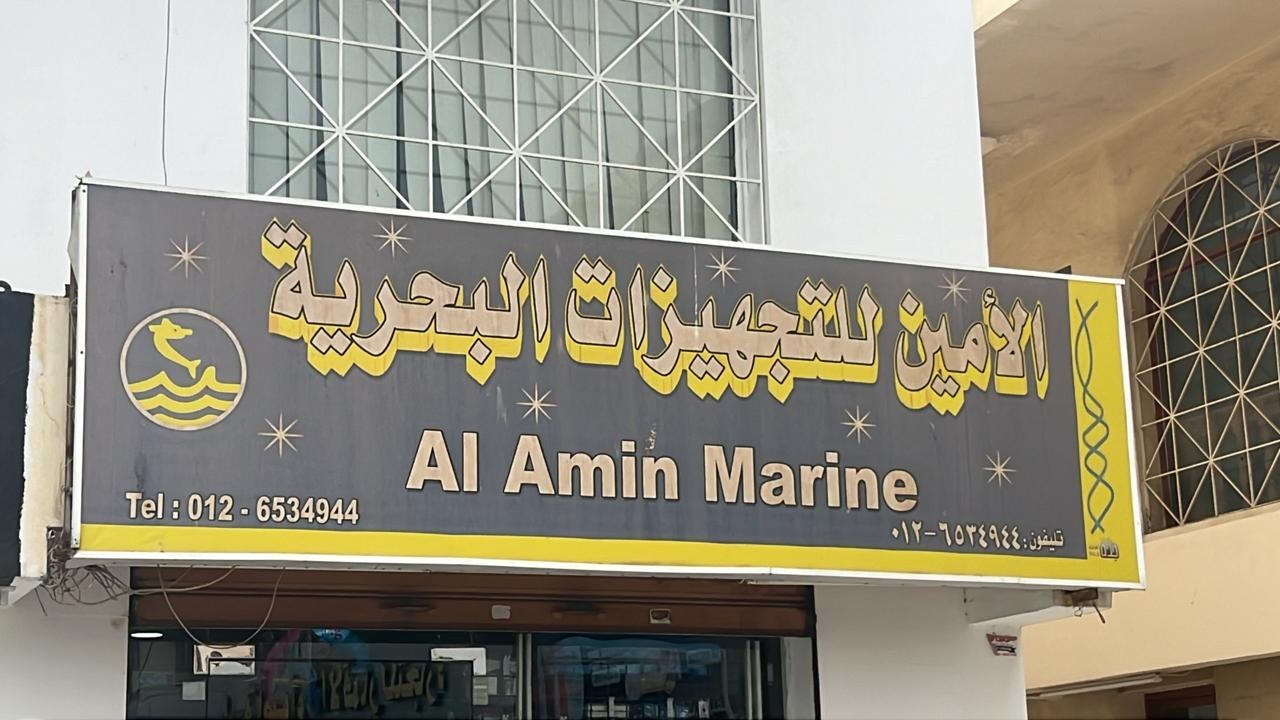 الأمين للتجهيزات البحرية
Al Amin Marine
Tel : 012 - 6534944
تليفون: ٠١٢-٦٥٣٤٩٤٤